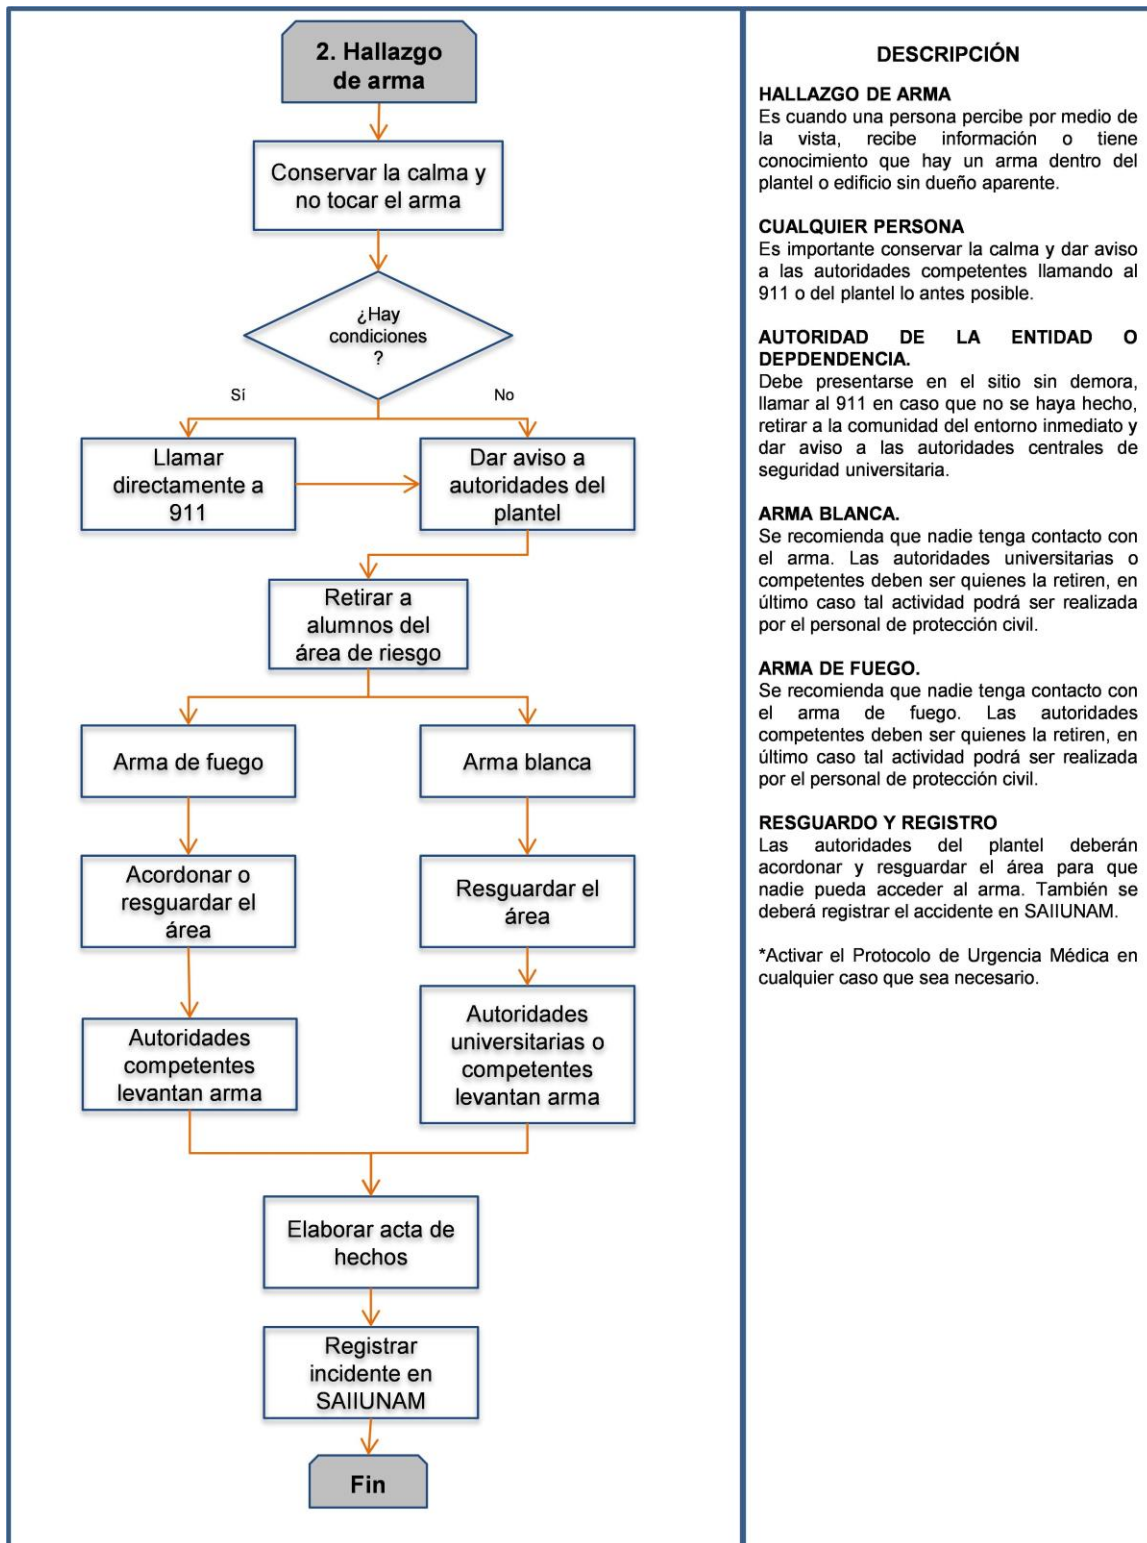 2. Hallazgo
de arma
Conservar la calma y
no tocar el arma
¿Hay
condiciones
?
Sí
No
Llamar
directamente a
911
Dar aviso a
autoridades del
plantel
Retirar a
alumnos del
área de riesgo
Arma de fuego
Arma blanca
Acordonar o
resguardar el
área
Resguardar el
área
Autoridades
competentes
levantan arma
Autoridades
universitarias o
competentes
levantan arma
Elaborar acta de
hechos
Registrar
incidente en
SAIIUNAM
Fin
DESCRIPCIÓN
HALLAZGO DE ARMA
Es cuando una persona percibe por medio de
la vista, recibe información o tiene
conocimiento que hay un arma dentro del
plantel o edificio sin dueño aparente.
CUALQUIER PERSONA
Es importante conservar la calma y dar aviso
a las autoridades competentes llamando al
911 o del plantel lo antes posible.
AUTORIDAD DE LA ENTIDAD O
DEPDENDENCIA.
Debe presentarse en el sitio sin demora,
llamar al 911 en caso que no se haya hecho,
retirar a la comunidad del entorno inmediato y
dar aviso a las autoridades centrales de
seguridad universitaria.
ARMA BLANCA.
Se recomienda que nadie tenga contacto con
el arma. Las autoridades universitarias o
competentes deben ser quienes la retiren, en
último caso tal actividad podrá ser realizada
por el personal de protección civil.
ARMA DE FUEGO.
Se recomienda que nadie tenga contacto con
el arma de fuego. Las autoridades
competentes deben ser quienes la retiren, en
último caso tal actividad podrá ser realizada
por el personal de protección civil.
RESGUARDO Y REGISTRO
Las autoridades del plantel deberán
acordonar y resguardar el área para que
nadie pueda acceder al arma. También se
deberá registrar el accidente en SAIIUNAM.
*Activar el Protocolo de Urgencia Médica en
cualquier caso que sea necesario.